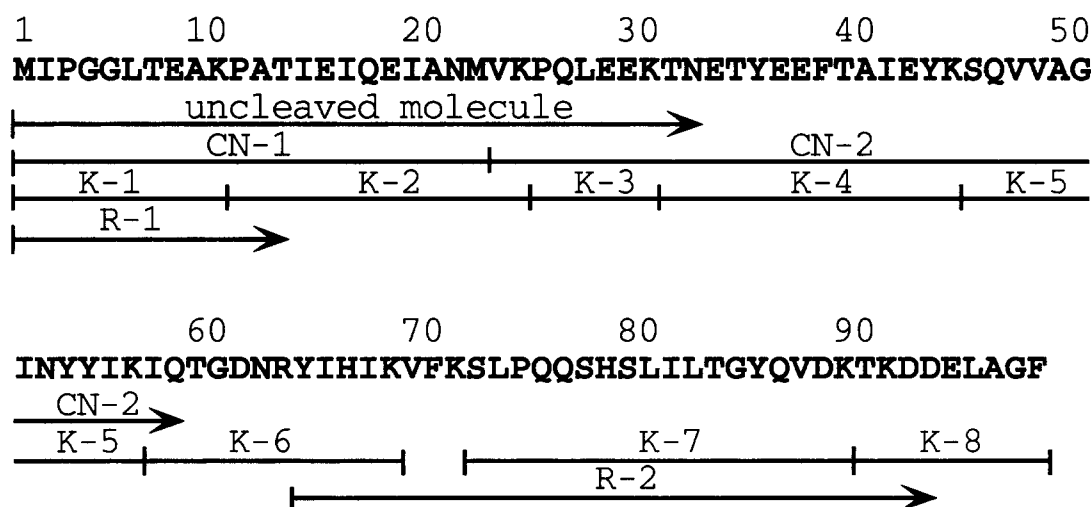 1 10 20 30 40 50
MIPGGLTEAKPATIEIQEIANMVKPQLEEKTNETYEEFTAIEYKSQVVAG
uncleaved molecule
CN-1 CN-2
K-1 K-2 K-3 K-4 K-5
R-1
60 70 80 90
INYYIKIQTGDNRYIHIKVFKSLPQQSHSLILTGYQVDKTKDDELAGF
CN-2
K-5 K-6 K-7 K-8
R-2